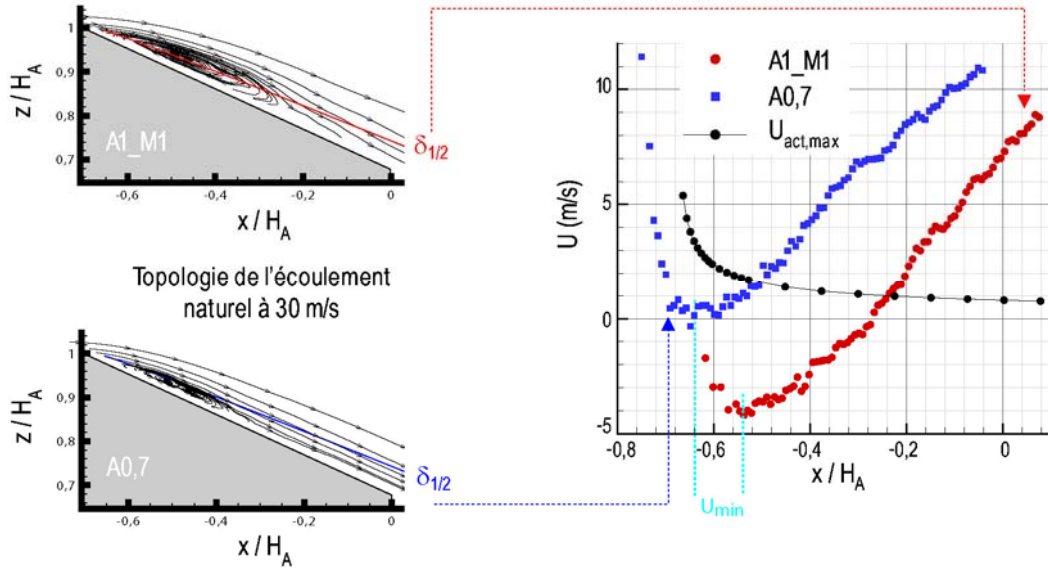 z / H_A
1
0,9
0,8
0,7
A1_M1
δ_1/2
-0,6
-0,4
-0,2
0
x / H_A
Topologie de l'écoulement
naturel à 30 m/s
z / H_A
1
0,9
0,8
0,7
A0,7
δ_1/2
-0,6
-0,4
-0,2
0
x / H_A
A1_M1
A0,7
U_act,max
U (m/s)
10
5
0
-5
-0,8
-0,6
-0,4
-0,2
0
x / H_A
U_min